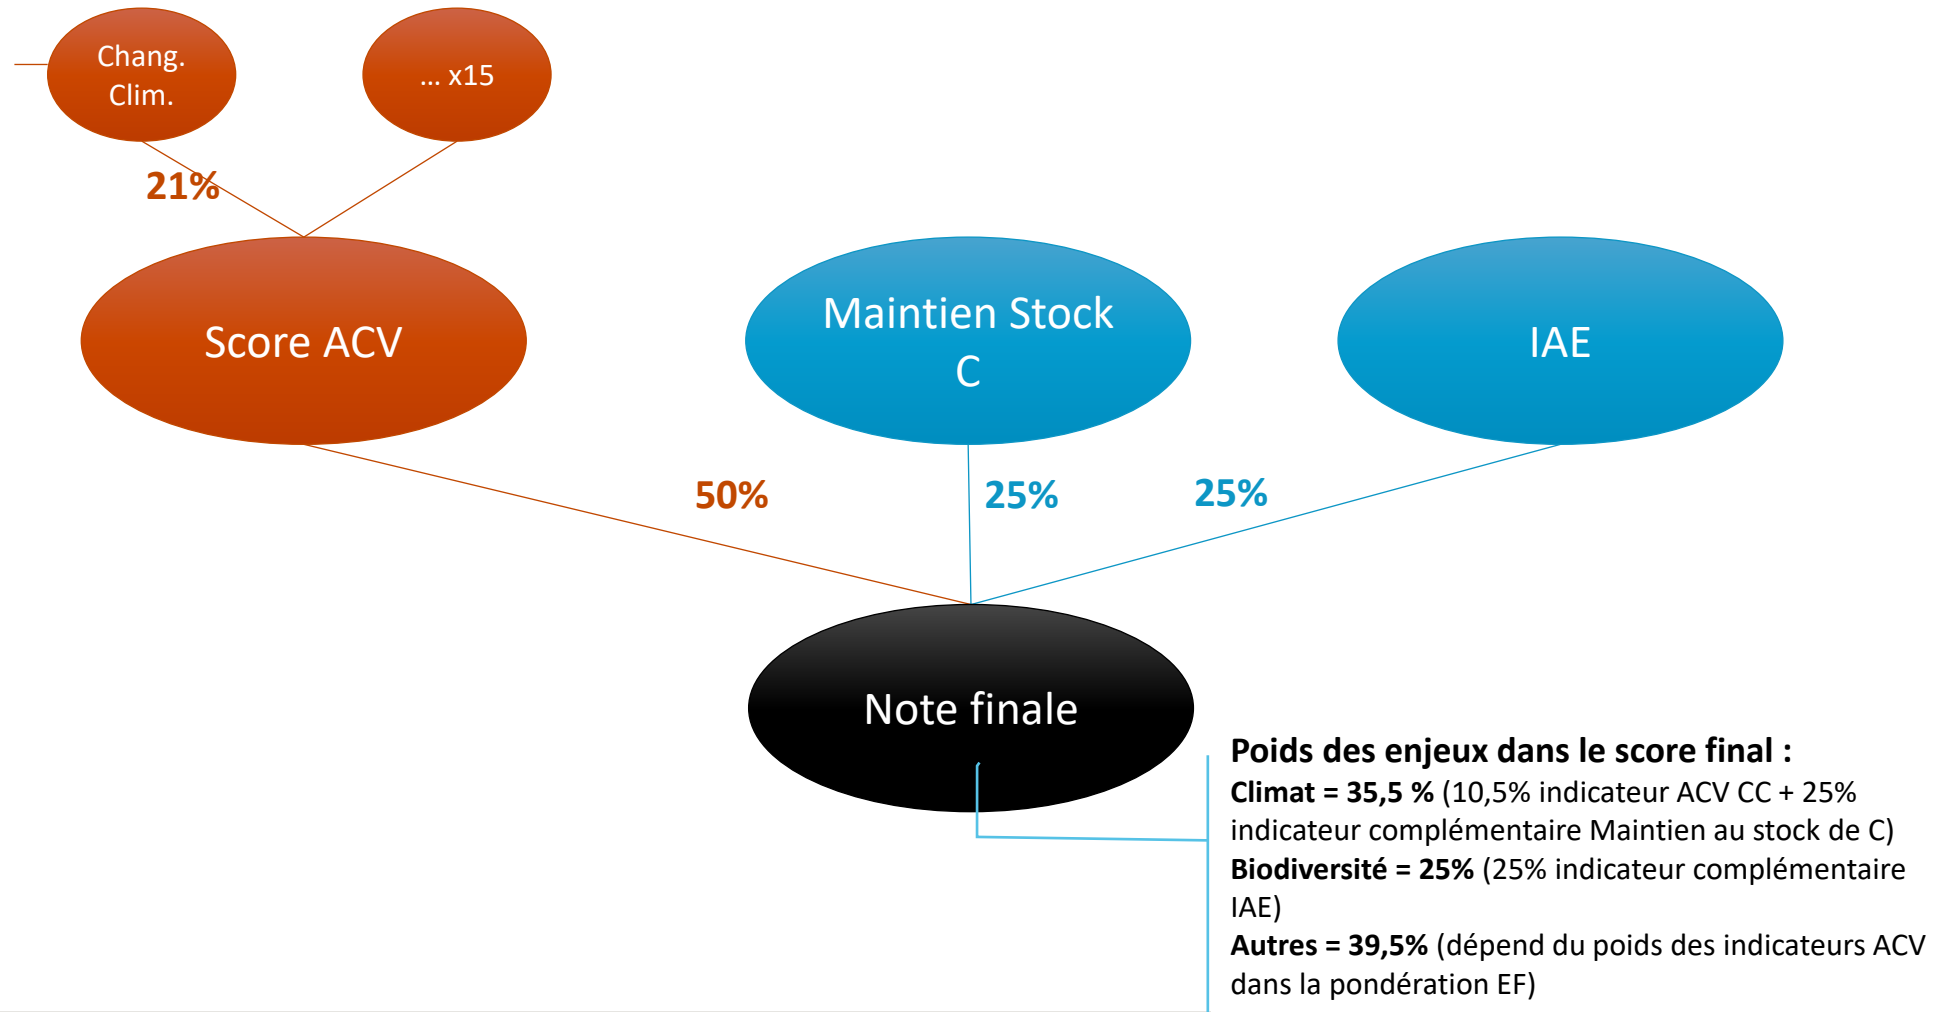 Chang.
Clim.
... x15
21%
Score ACV
Maintien Stock
C
IAE
50%
25%
25%
Note finale
Poids des enjeux dans le score final :
Climat = 35,5 % (10,5% indicateur ACV CC + 25%
indicateur complémentaire Maintien au stock de C)
Biodiversité = 25% (25% indicateur complémentaire
IAE)
Autres = 39,5% (dépend du poids des indicateurs ACV
dans la pondération EF)